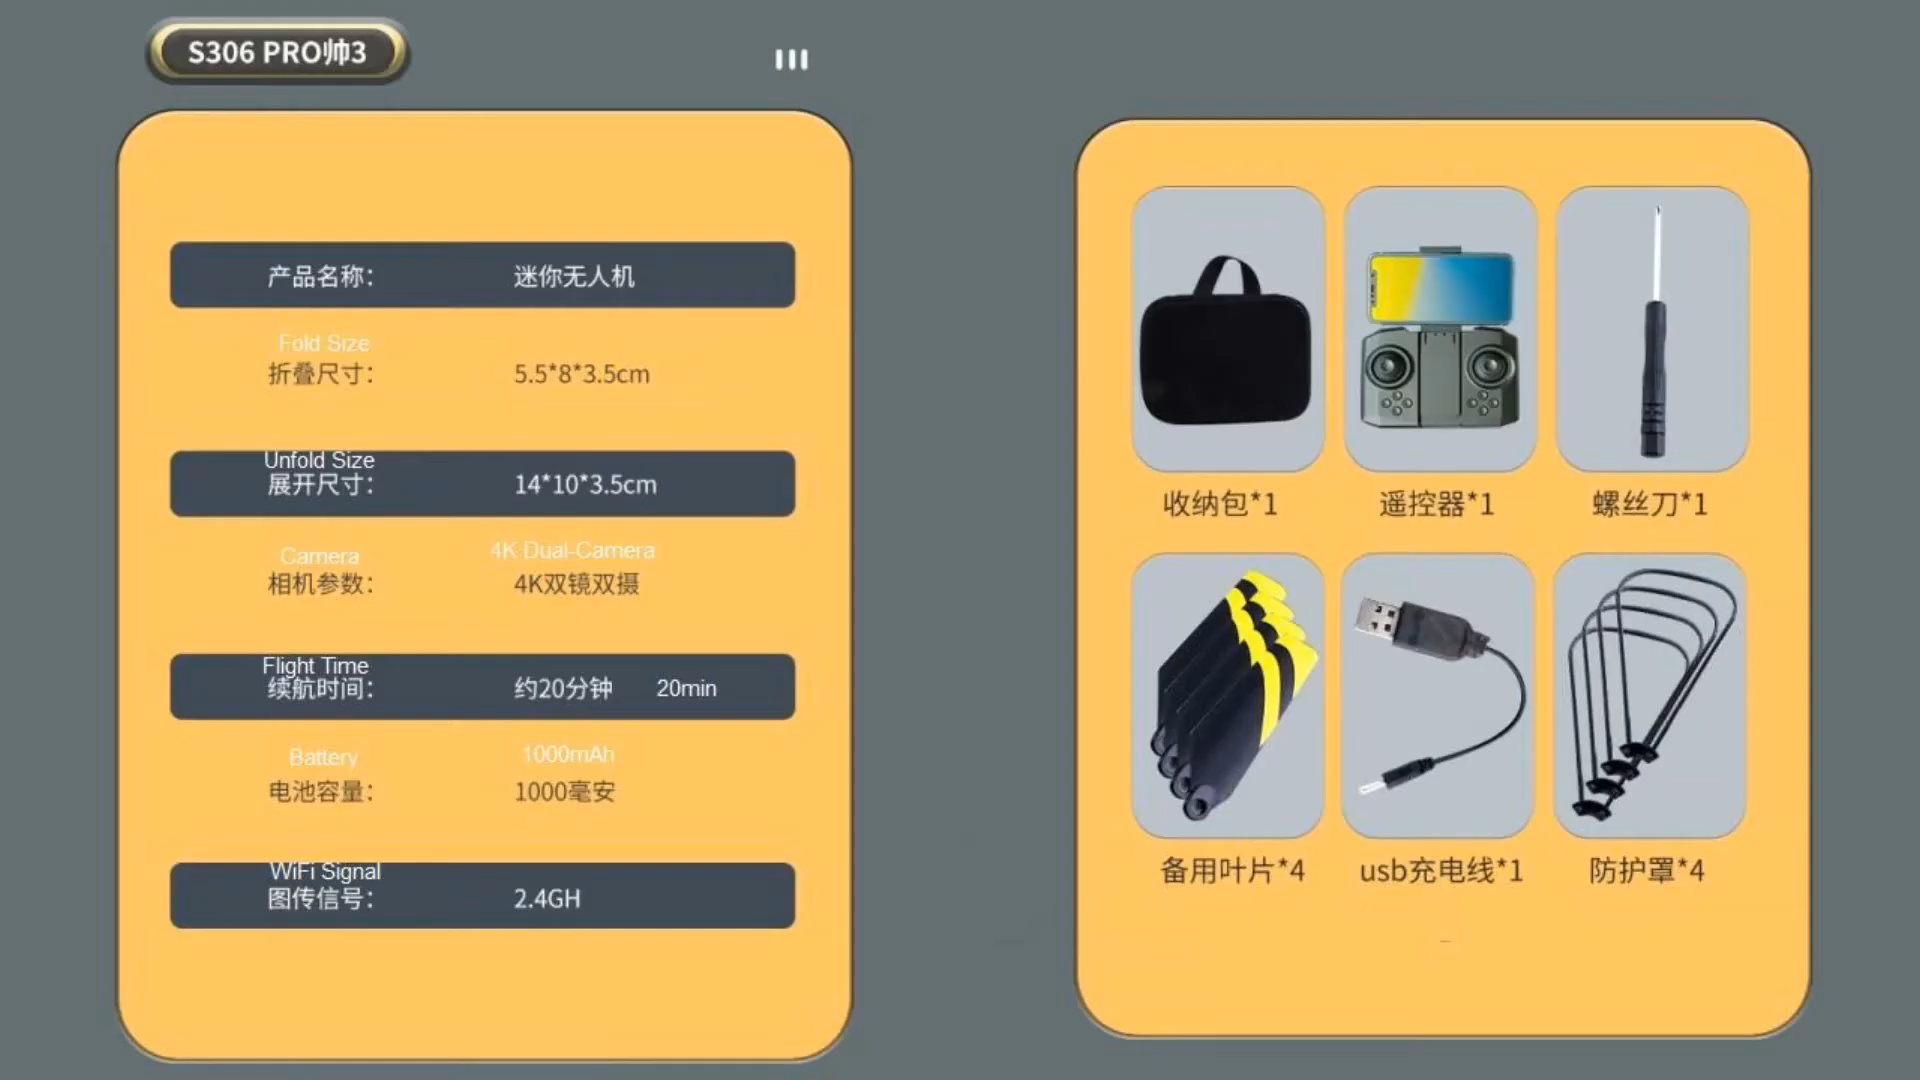 S306 PRO帅3
产品名称: 迷你无人机
Fold Size
折叠尺寸: 5.5*8*3.5cm
Unfold Size
展开尺寸: 14*10*3.5cm
Camera 4K Dual-Camera
相机参数: 4K双镜双摄
Flight Time
续航时间: 约20分钟 20min
Battery 1000mAh
电池容量: 1000毫安
WiFi Signal
图传信号: 2.4GH
收纳包*1 遥控器*1 螺丝刀*1
备用叶片*4 usb充电线*1 防护罩*4